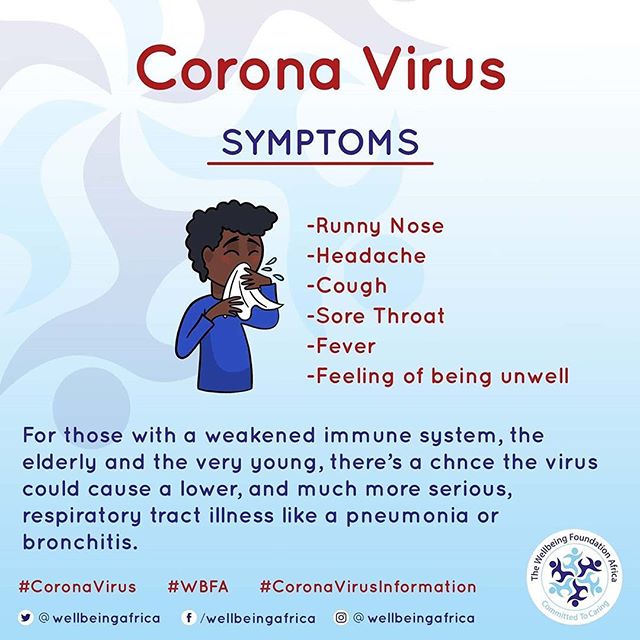 Corona Virus
SYMPTOMS
-Runny Nose
-Headache
-Cough
-Sore Throat
-Fever
-Feeling of being unwell
For those with a weakened immune system, the
elderly and the very young, there's a chnce the virus
could cause a lower, and much more serious,
respiratory tract illness like a pneumonia or
bronchitis.
#CoronaVirus #WBFA #CoronaVirusInformation
@wellbeingafrica /wellbeingafrica @wellbeingafrica
The Wellbeing Foundation Africa
Committed To Caring